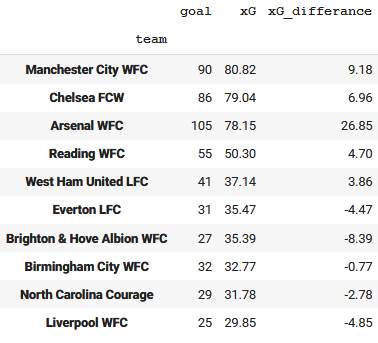 goal xG xG_differance
team
Manchester City WFC 90 80.82 9.18
Chelsea FCW 86 79.04 6.96
Arsenal WFC 105 78.15 26.85
Reading WFC 55 50.30 4.70
West Ham United LFC 41 37.14 3.86
Everton LFC 31 35.47 -4.47
Brighton & Hove Albion WFC 27 35.39 -8.39
Birmingham City WFC 32 32.77 -0.77
North Carolina Courage 29 31.78 -2.78
Liverpool WFC 25 29.85 -4.85